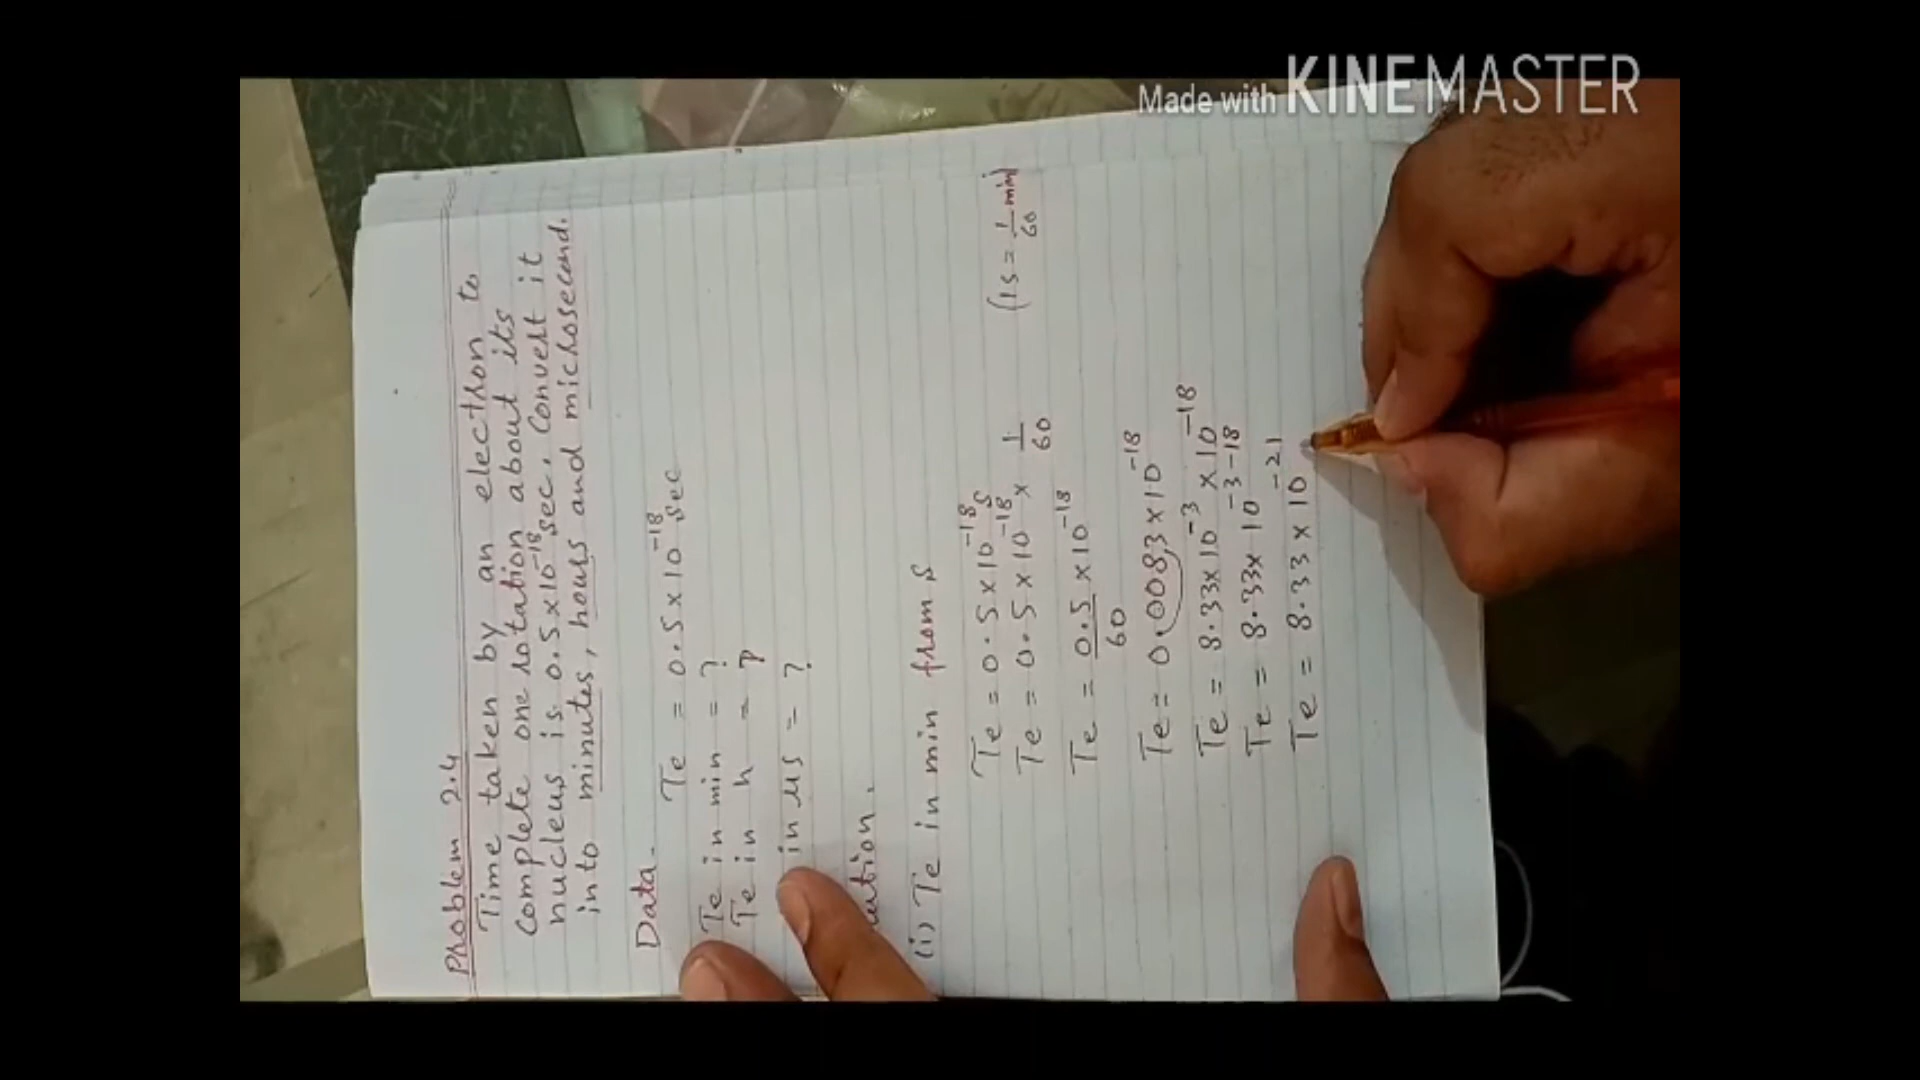 Made with KINEMASTER
Problem 2.4
Time taken by an electron to
complete one rotation about its
nucleus is 0.5 x 10⁻¹⁸ sec. Convert it
into minutes, hours and microsecond.
Data.
Te = 0.5 x 10⁻¹⁸ sec
Te in min = ?
Te in h = ?
in μs = ?
(i) Te in min from s
Te = 0.5 x 10⁻¹⁸ s
Te = 0.5 x 10⁻¹⁸ x 1/60 (1s = 1/60 min)
Te = 0.5/60 x 10⁻¹⁸
Te = 0.0083 x 10⁻¹⁸
Te = 8.33 x 10⁻³ x 10⁻¹⁸
Te = 8.33 x 10⁻³⁻¹⁸
Te = 8.33 x 10⁻²¹